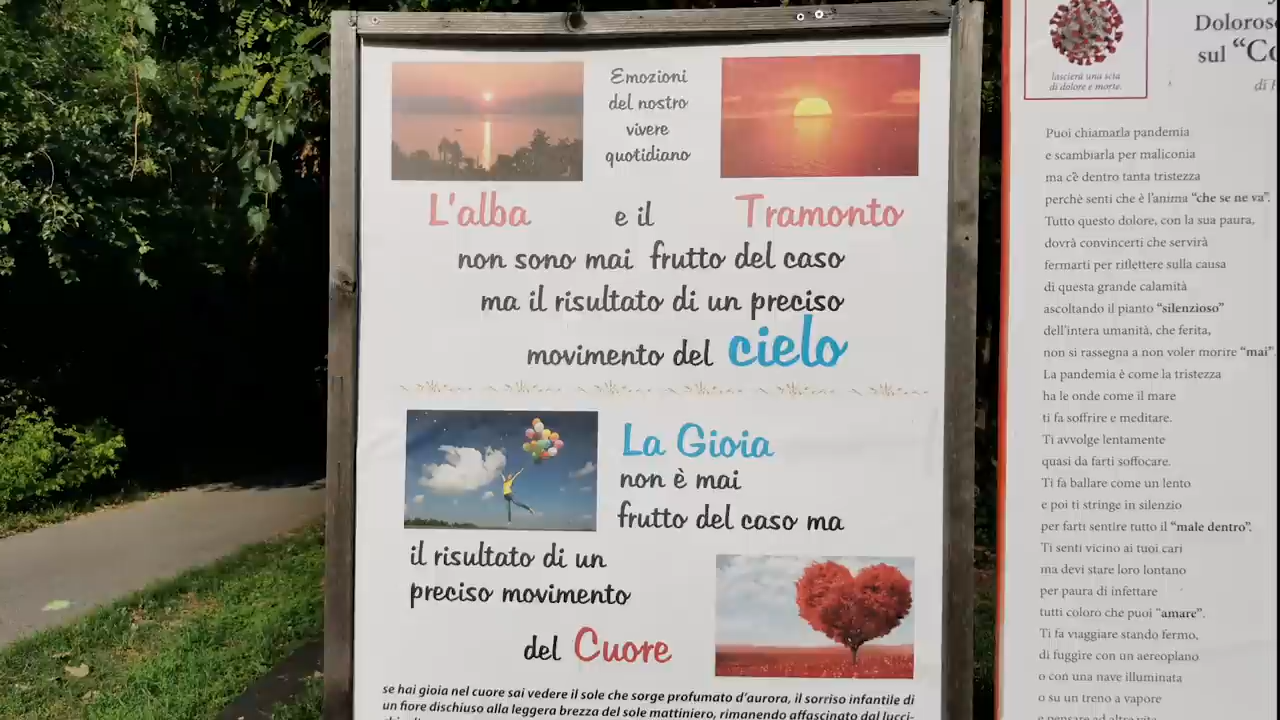 Emozioni
del nostro
vivere
quotidiano
L'alba e il Tramonto
non sono mai frutto del caso
ma il risultato di un preciso
movimento del cielo
La Gioia
non è mai
frutto del caso ma
il risultato di un
preciso movimento
del Cuore
se hai gioia nel cuore sai vedere il sole che sorge profumato d'aurora, il sorriso infantile di
un fiore dischiuso alla leggera brezza del sole mattiniero, rimanendo affascinato dal lucci-
lascierà una scia
di dolore e morte.
sul
di
Puoi chiamarla pandemia
e scambiarla per maliconia
ma c'è dentro tanta tristezza
perchè senti che è l'anima "che se ne va".
Tutto questo dolore, con la sua paura,
dovrà convincerti che servirà
fermarti per riflettere sulla causa
di questa grande calamità
ascoltando il pianto "silenzioso"
dell'intera umanità, che ferita,
non si rassegna a non voler morire "mai"
La pandemia è come la tristezza
ha le onde come il mare
ti fa soffrire e meditare.
Ti avvolge lentamente
quasi da farti soffocare.
Ti fa ballare come un lento
e poi ti stringe in silenzio
per farti sentire tutto il "male dentro".
Ti senti vicino ai tuoi cari
ma devi stare loro lontano
per paura di infettare
tutti coloro che puoi "amare".
Ti fa viaggiare stando fermo,
di fuggire con un aereoplano
o con una nave illuminata
o su un treno a vapore
e pensare ad altre vite